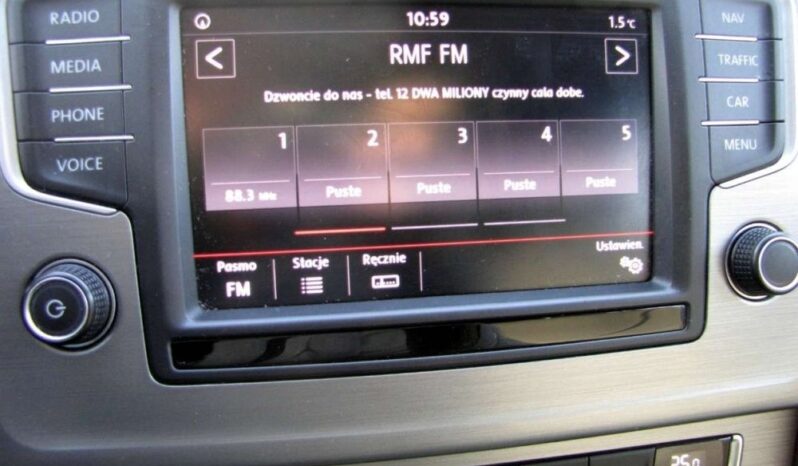 RADIO
MEDIA
PHONE
VOICE
10:59
1.5°C
< RMF FM >
Dzwoncie do nas - tel. 12 DWA MILIONY czynny cala dobe.
1 2 3 4 5
88.3 MHz Puste Puste Puste Puste
Pasmo Stacje Ręcznie Ustawien.
FM
NAV
TRAFFIC
CAR
MENU